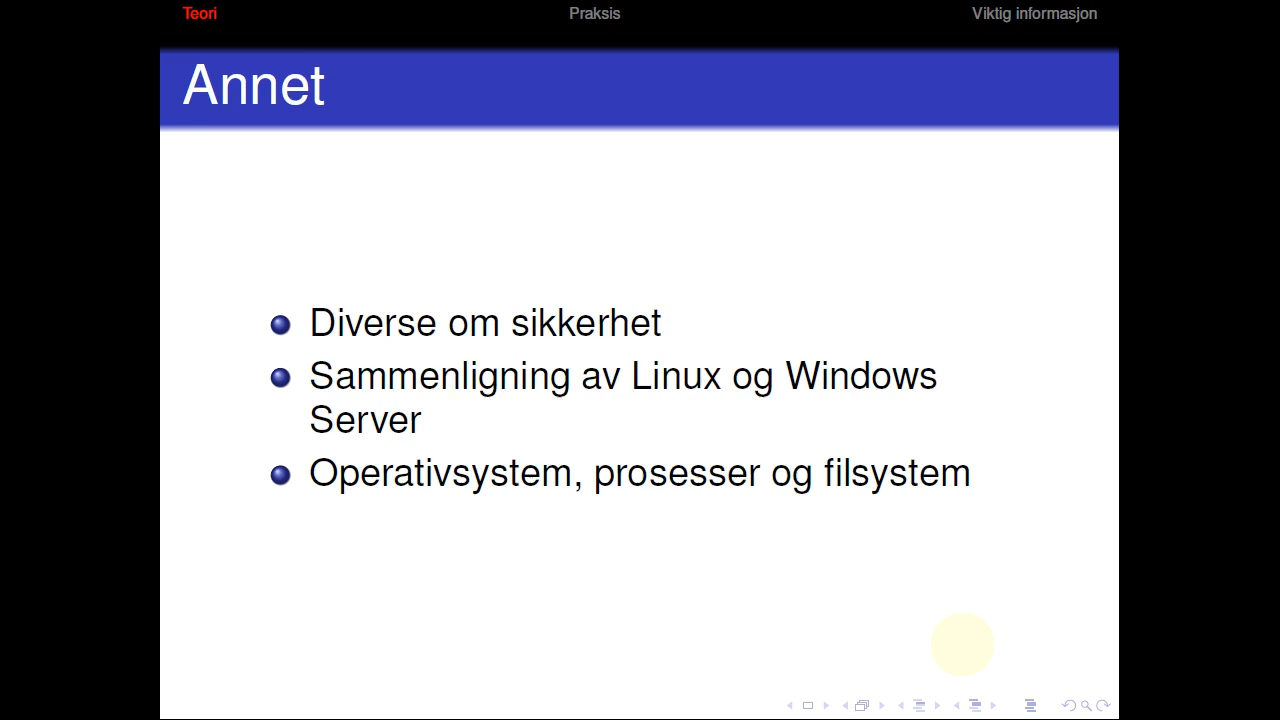 Teori
Praksis
Viktig informasjon
Annet
Diverse om sikkerhet
Sammenligning av Linux og Windows
Server
Operativsystem, prosesser og filsystem